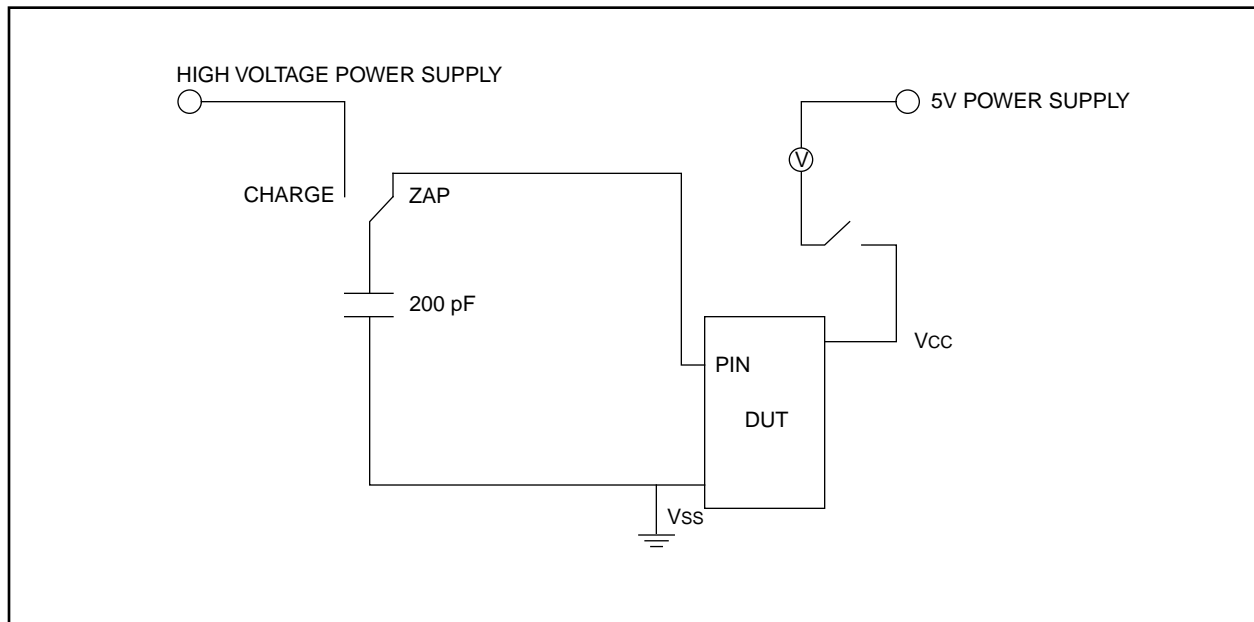 HIGH VOLTAGE POWER SUPPLY
5V POWER SUPPLY
V
CHARGE
ZAP
200 pF
VCC
PIN
DUT
VSS